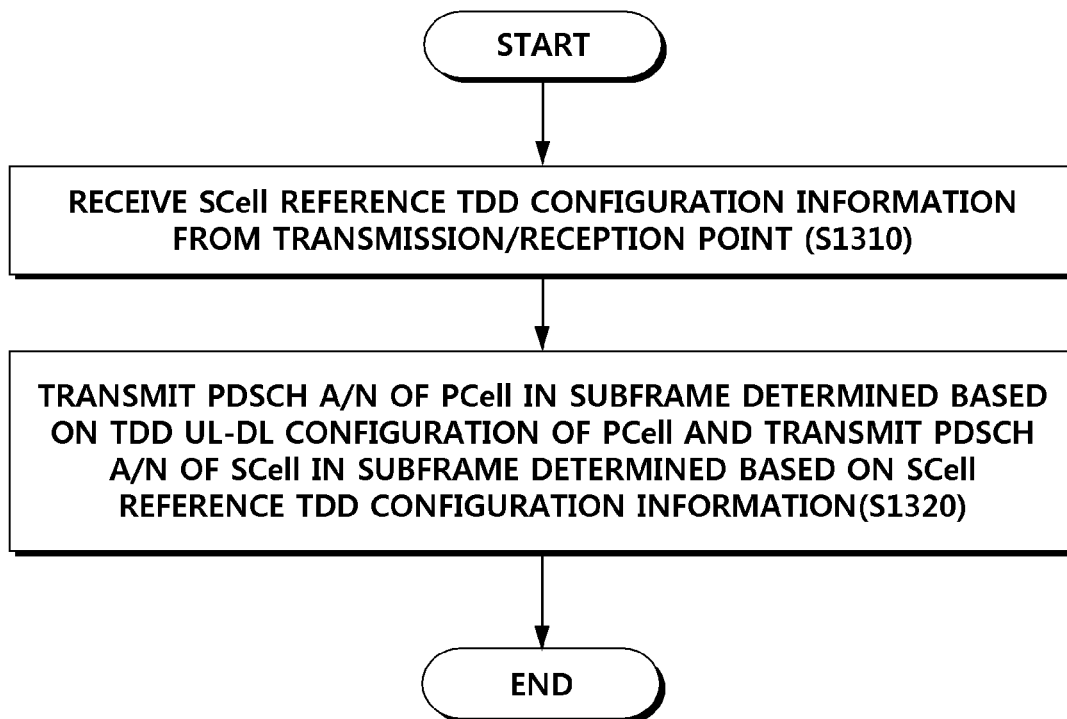 START
RECEIVE SCell REFERENCE TDD CONFIGURATION INFORMATION
FROM TRANSMISSION/RECEPTION POINT (S1310)
TRANSMIT PDSCH A/N OF PCell IN SUBFRAME DETERMINED BASED
ON TDD UL-DL CONFIGURATION OF PCell AND TRANSMIT PDSCH
A/N OF SCell IN SUBFRAME DETERMINED BASED ON SCell
REFERENCE TDD CONFIGURATION INFORMATION(S1320)
END